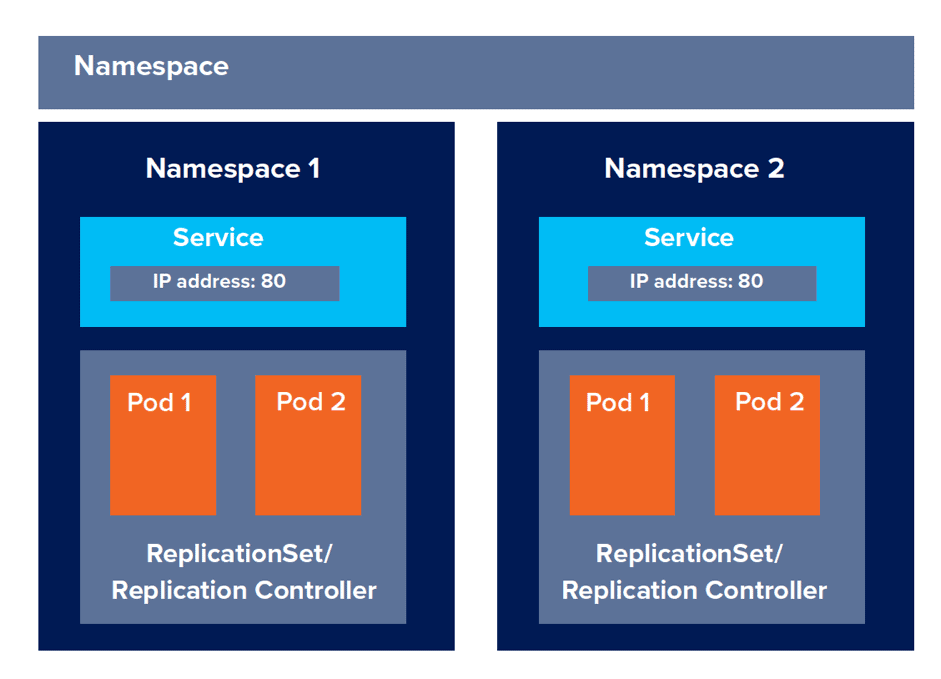 Namespace
Namespace 1
Service
IP address: 80
Pod 1
Pod 2
ReplicationSet/
Replication Controller
Namespace 2
Service
IP address: 80
Pod 1
Pod 2
ReplicationSet/
Replication Controller